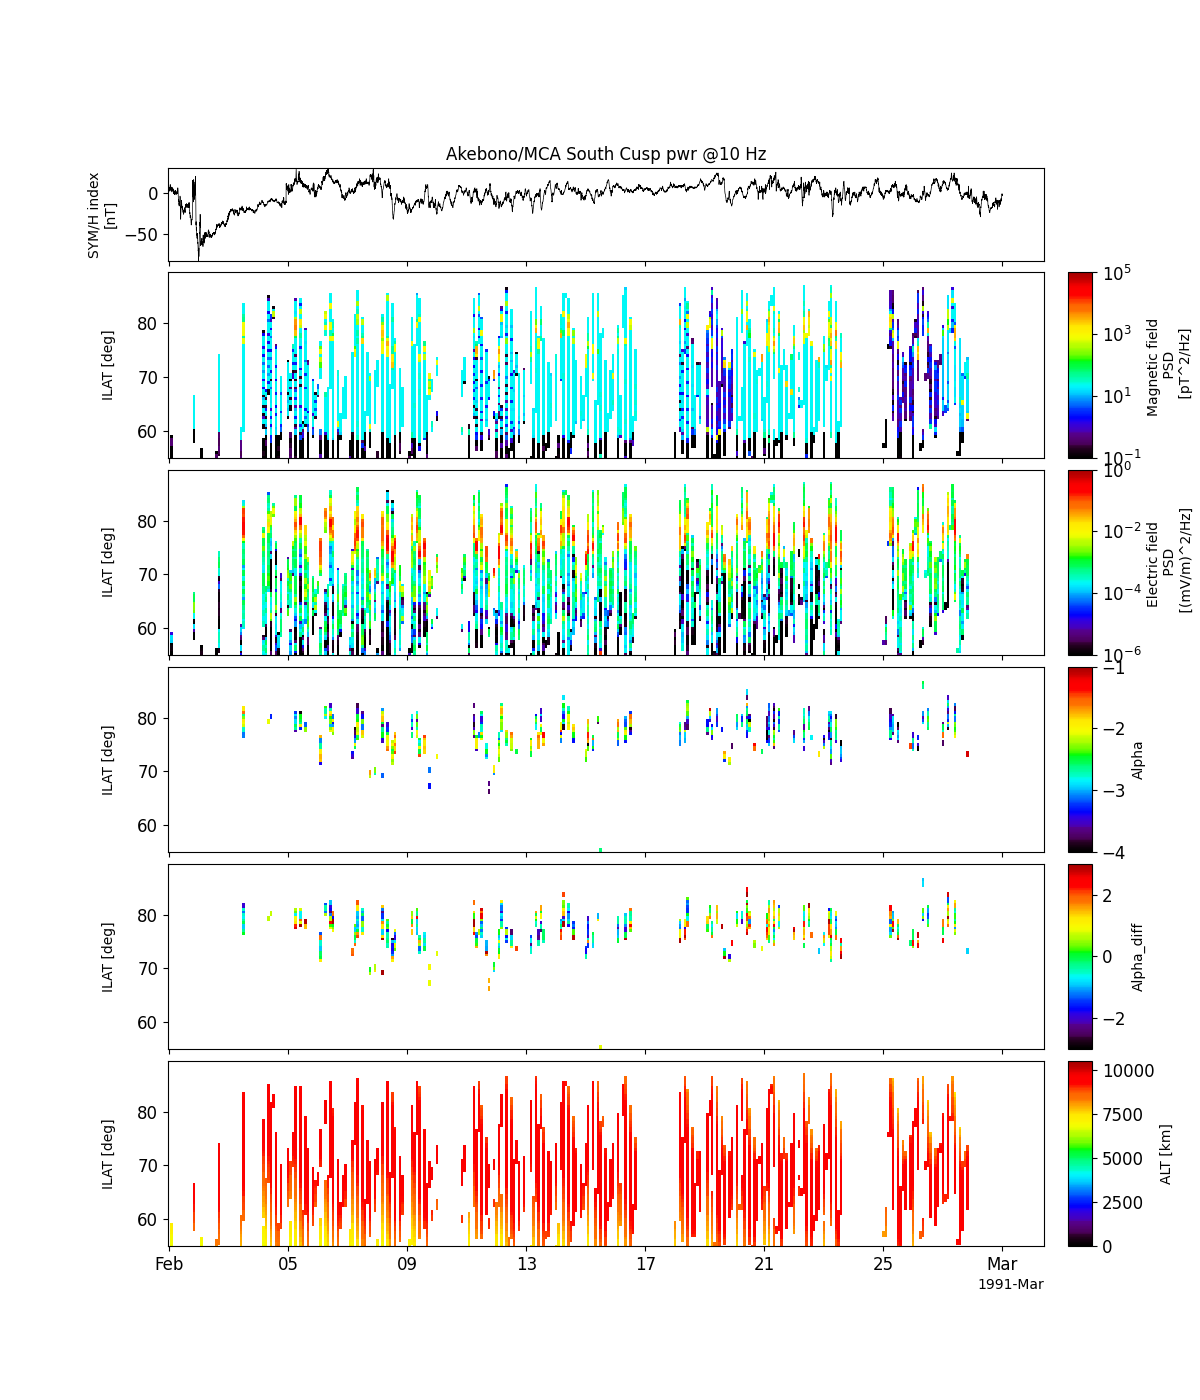 Akebono/MCA South Cusp pwr @10 Hz
SYM/H index
[nT]
0
−50
ILAT [deg]
80
70
60
10^5
10^3
10^1
10^-1
Magnetic field
PSD
[pT^2/Hz]
ILAT [deg]
80
70
60
10^0
10^-2
10^-4
10^-6
Electric field
PSD
[(mV/m)^2/Hz]
ILAT [deg]
80
70
60
−1
−2
−3
−4
Alpha
ILAT [deg]
80
70
60
2
0
−2
Alpha_diff
ILAT [deg]
80
70
60
10000
7500
5000
2500
0
ALT [km]
Feb 05 09 13 17 21 25 Mar
1991-Mar